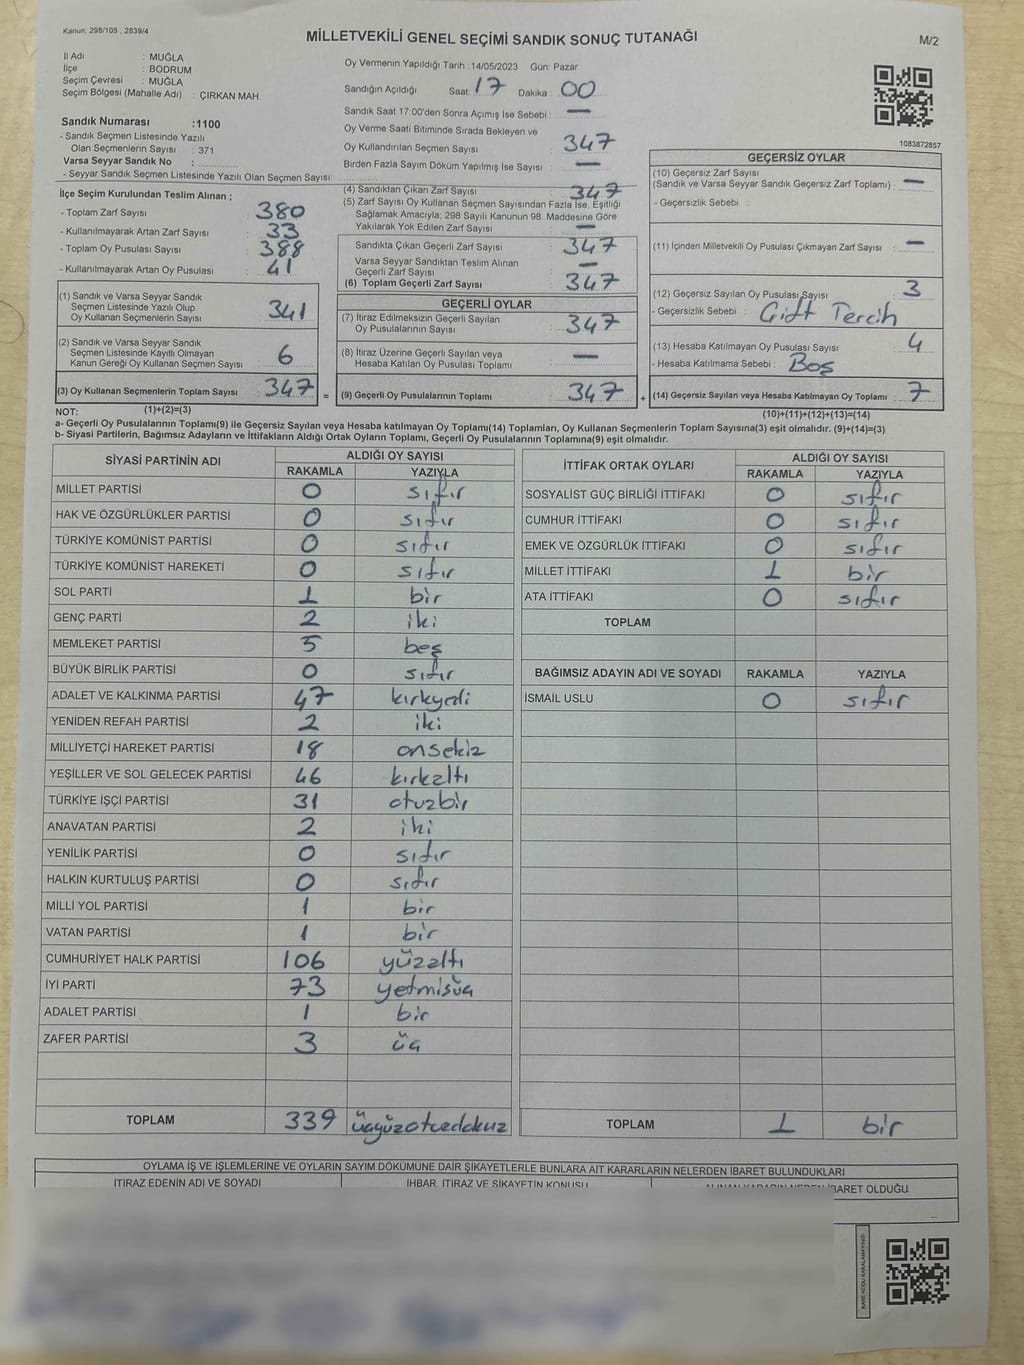 Kanun; 298/105 , 2839/4
MİLLETVEKİLİ GENEL SEÇİMİ SANDIK SONUÇ TUTANAĞI
M/2
İl Adı : MUĞLA
İlçe : BODRUM
Seçim Çevresi : MUĞLA
Seçim Bölgesi (Mahalle Adı) : ÇIRKAN MAH.
Sandık Numarası :1100
- Sandık Seçmen Listesinde Yazılı
Olan Seçmenlerin Sayısı : 371
Varsa Seyyar Sandık No :
- Seyyar Sandık Seçmen Listesinde Yazılı Olan Seçmen Sayısı:
İlçe Seçim Kurulundan Teslim Alınan ;
- Toplam Zarf Sayısı : 380
- Kullanılmayarak Artan Zarf Sayısı : 33
- Toplam Oy Pusulası Sayısı : 388
- Kullanılmayarak Artan Oy Pusulası : 41
(1) Sandık ve Varsa Seyyar Sandık
Seçmen Listesinde Yazılı Olup
Oy Kullanan Seçmenlerin Sayısı : 341
(2) Sandık ve Varsa Seyyar Sandık
Seçmen Listesinde Kayıtlı Olmayan
Kanun Gereği Oy Kullanan Seçmen Sayısı : 6
(3) Oy Kullanan Seçmenlerin Toplam Sayısı : 347 =
Oy Vermenin Yapıldığı Tarih :14/05/2023 Gün: Pazar
Sandığın Açıldığı Saat: 17 Dakika : 00
Sandık Saat 17:00'den Sonra Açılmış İse Sebebi : —
Oy Verme Saati Bitiminde Sırada Bekleyen ve
Oy Kullandırılan Seçmen Sayısı : 347
Birden Fazla Sayım Döküm Yapılmış İse Sayısı : —
(4) Sandıktan Çıkan Zarf Sayısı : 347
(5) Zarf Sayısı Oy Kullanan Seçmen Sayısından Fazla İse, Eşitliği
Sağlamak Amacıyla; 298 Sayılı Kanunun 98. Maddesine Göre
Yakılarak Yok Edilen Zarf Sayısı : —
Sandıkta Çıkan Geçerli Zarf Sayısı : 347
Varsa Seyyar Sandıktan Teslim Alınan
Geçerli Zarf Sayısı : —
(6) Toplam Geçerli Zarf Sayısı : 347
GEÇERLİ OYLAR
(7) İtiraz Edilmeksizin Geçerli Sayılan
Oy Pusulalarının Sayısı : 347
(8) İtiraz Üzerine Geçerli Sayılan veya
Hesaba Katılan Oy Pusulası Toplamı : —
(9) Geçerli Oy Pusulalarının Toplamı : 347 +
1083872857
GEÇERSİZ OYLAR
(10) Geçersiz Zarf Sayısı
(Sandık ve Varsa Seyyar Sandık Geçersiz Zarf Toplamı) : —
- Geçersizlik Sebebi :
(11) İçinden Milletvekili Oy Pusulası Çıkmayan Zarf Sayısı : —
(12) Geçersiz Sayılan Oy Pusulası Sayısı : 3
- Geçersizlik Sebebi : Çift Tercih
(13) Hesaba Katılmayan Oy Pusulası Sayısı : 4
- Hesaba Katılmama Sebebi : Boş
(14) Geçersiz Sayılan veya Hesaba Katılmayan Oy Toplamı : 7
NOT: (1)+(2)=(3) (10)+(11)+(12)+(13)=(14)
a- Geçerli Oy Pusulalarının Toplamı(9) ile Geçersiz Sayılan veya Hesaba katılmayan Oy Toplamı(14) Toplamları, Oy Kullanan Seçmenlerin Toplam Sayısına(3) eşit olmalıdır. (9)+(14)=(3)
b- Siyasi Partilerin, Bağımsız Adayların ve İttifakların Aldığı Ortak Oyların Toplamı, Geçerli Oy Pusulalarının Toplamına(9) eşit olmalıdır.
SİYASİ PARTİNİN ADI ALDIĞI OY SAYISI
RAKAMLA YAZIYLA
MİLLET PARTİSİ 0 sıfır
HAK VE ÖZGÜRLÜKLER PARTİSİ 0 sıfır
TÜRKİYE KOMÜNİST PARTİSİ 0 sıfır
TÜRKİYE KOMÜNİST HAREKETİ 0 sıfır
SOL PARTİ 1 bir
GENÇ PARTİ 2 iki
MEMLEKET PARTİSİ 5 beş
BÜYÜK BİRLİK PARTİSİ 0 sıfır
ADALET VE KALKINMA PARTİSİ 47 kırkyedi
YENİDEN REFAH PARTİSİ 2 iki
MİLLİYETÇİ HAREKET PARTİSİ 18 onsekiz
YEŞİLLER VE SOL GELECEK PARTİSİ 46 kırkaltı
TÜRKİYE İŞÇİ PARTİSİ 31 otuzbir
ANAVATAN PARTİSİ 2 iki
YENİLİK PARTİSİ 0 sıfır
HALKIN KURTULUŞ PARTİSİ 0 sıfır
MİLLİ YOL PARTİSİ 1 bir
VATAN PARTİSİ 1 bir
CUMHURİYET HALK PARTİSİ 106 yüzaltı
İYİ PARTİ 73 yetmişüç
ADALET PARTİSİ 1 bir
ZAFER PARTİSİ 3 üç
TOPLAM 339 üçyüzotuzdokuz
İTTİFAK ORTAK OYLARI ALDIĞI OY SAYISI
RAKAMLA YAZIYLA
SOSYALİST GÜÇ BİRLİĞİ İTTİFAKI 0 sıfır
CUMHUR İTTİFAKI 0 sıfır
EMEK VE ÖZGÜRLÜK İTTİFAKI 0 sıfır
MİLLET İTTİFAKI 1 bir
ATA İTTİFAKI 0 sıfır
TOPLAM
BAĞIMSIZ ADAYIN ADI VE SOYADI RAKAMLA YAZIYLA
İSMAİL USLU 0 sıfır
TOPLAM 1 bir
OYLAMA İŞ VE İŞLEMLERİNE VE OYLARIN SAYIM DÖKÜMÜNE DAİR ŞİKAYETLERLE BUNLARA AİT KARARLARIN NELERDEN İBARET BULUNDUKLARI
İTİRAZ EDENİN ADI VE SOYADI İHBAR, İTİRAZ VE ŞİKAYETİN KONUSU ALINAN KARARIN NEDEN İBARET OLDUĞU